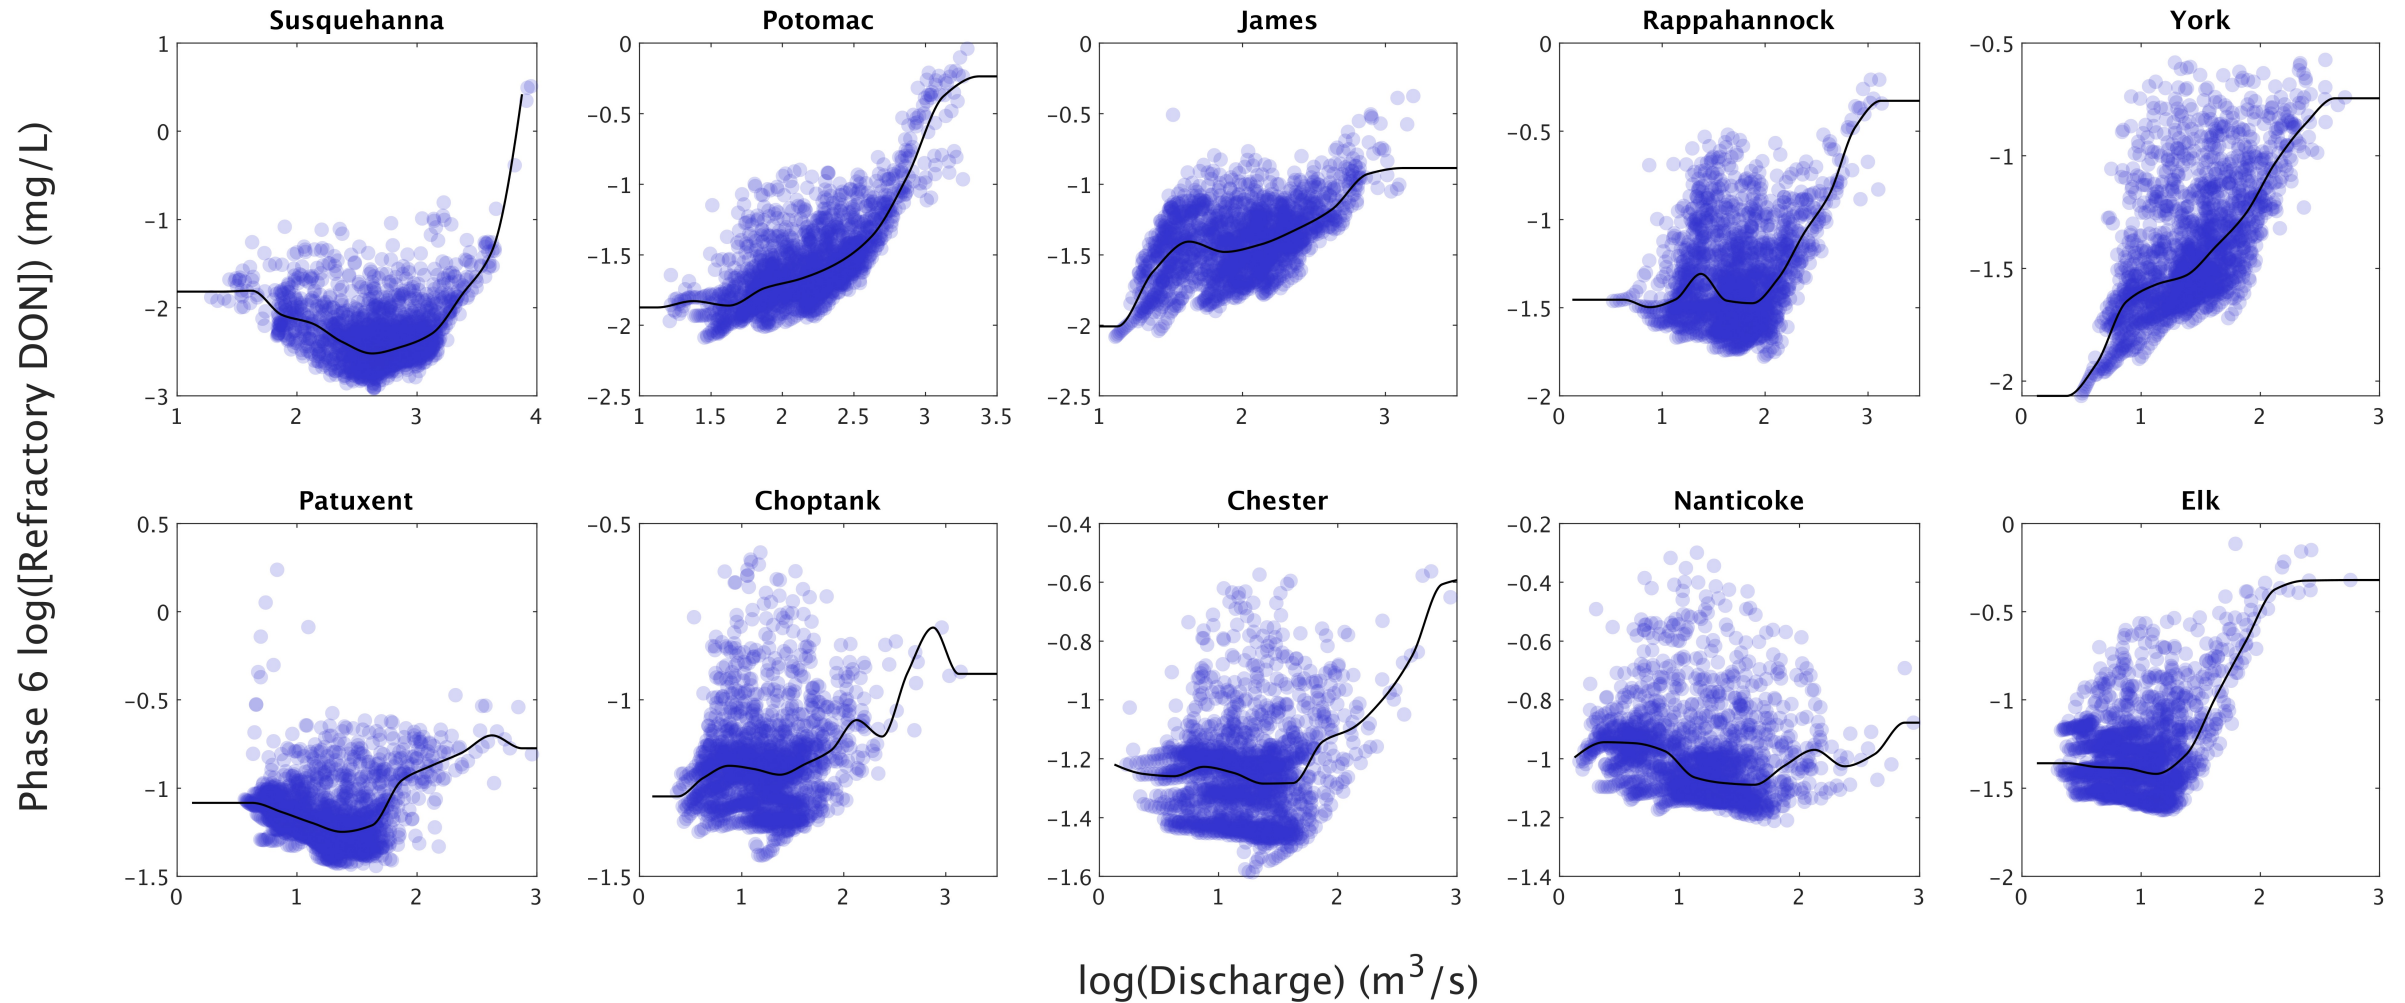 Susquehanna Potomac James Rappahannock York
1 0 0 0 −0.5
0 −0.5 −0.5 −0.5 −1
−1 −1 −1 −1 −1.5
−2 −1.5 −1.5 −1.5 −2
−3 −2 −2 −2
−2.5 −2.5
1 2 3 4 1 1.5 2 2.5 3 3.5 1 2 3 0 1 2 3 0 1 2 3
Phase 6 log([Refractory DON]) (mg/L)
Patuxent Choptank Chester Nanticoke Elk
0.5 −0.5 −0.4 −0.2 0
0 −1 −0.6 −0.4 −0.5
−0.5 −1.5 −0.8 −0.6 −1
−1 −1 −0.8 −1.5
−1.5 −1.2 −1 −2
−1.4 −1.2
−1.6 −1.4
0 1 2 3 0 1 2 3 0 1 2 3 0 1 2 3 0 1 2 3
log(Discharge) (m³/s)